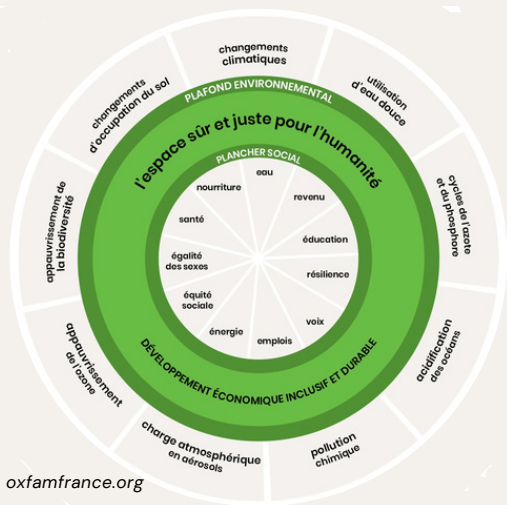 changements
climatiques
utilisation
d'eau douce
cycles de l'azote
et du phosphore
acidification
des océans
pollution
chimique
charge atmosphérique
en aérosols
appauvrissement
de l'ozone
appauvrissement de
la biodiversité
changements
d'occupation du sol
PLAFOND ENVIRONNEMENTAL
l'espace sûr et juste pour l'humanité
PLANCHER SOCIAL
eau
revenu
éducation
résilience
voix
emplois
énergie
équité
sociale
égalité
des sexes
santé
nourriture
DÉVELOPPEMENT ÉCONOMIQUE INCLUSIF ET DURABLE
oxfamfrance.org